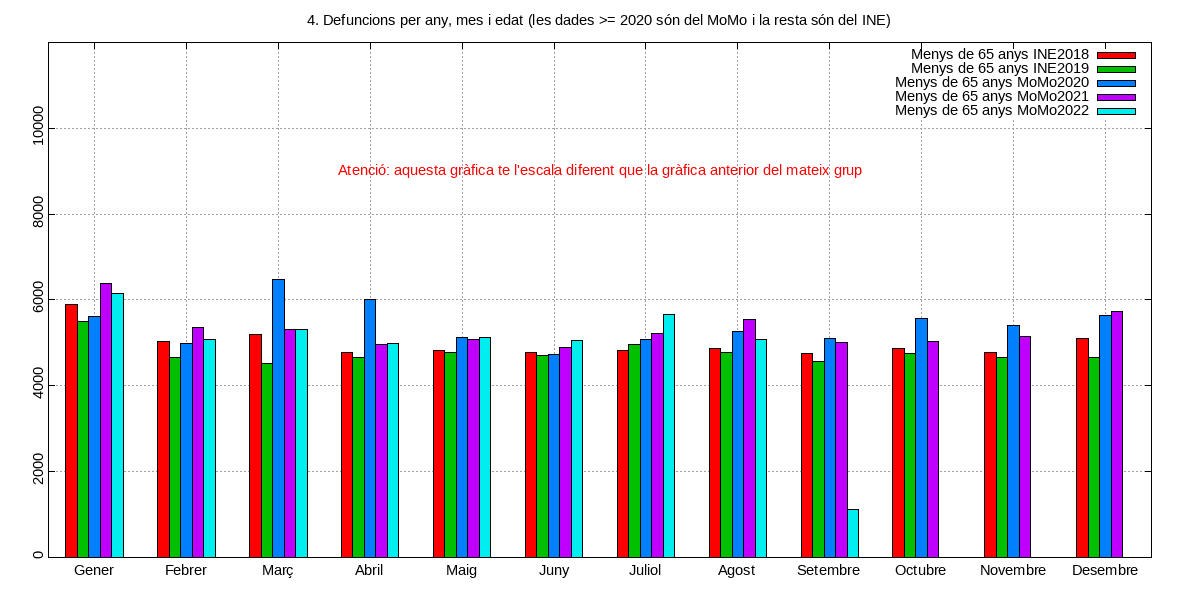 4. Defuncions per any, mes i edat (les dades >= 2020 són del MoMo i la resta són del INE)
Menys de 65 anys INE2018
Menys de 65 anys INE2019
Menys de 65 anys MoMo2020
Menys de 65 anys MoMo2021
Menys de 65 anys MoMo2022
Atenció: aquesta gràfica te l'escala diferent que la gràfica anterior del mateix grup
10000
8000
6000
4000
2000
0
Gener Febrer Març Abril Maig Juny Juliol Agost Setembre Octubre Novembre Desembre